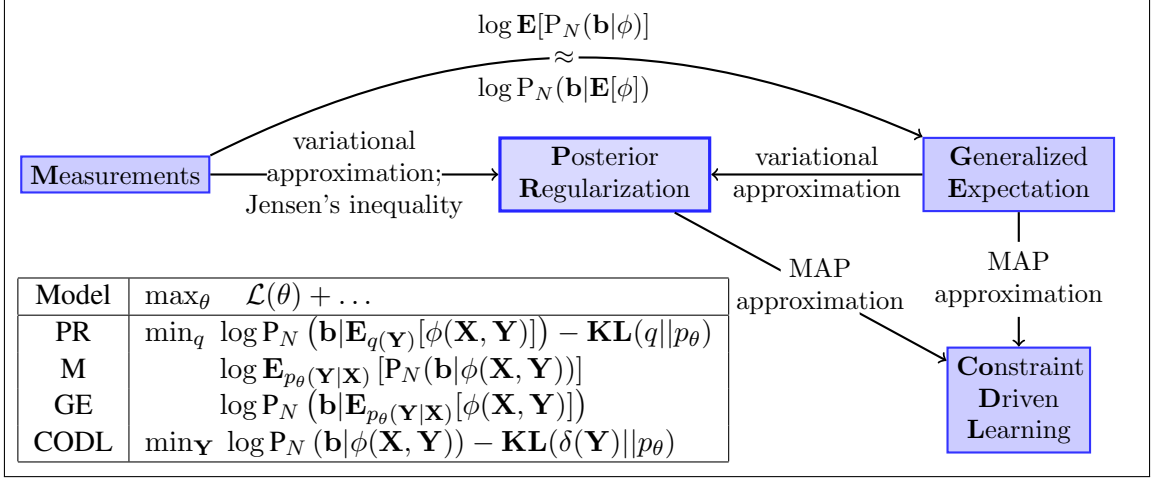 log E[P_N(b|ϕ)]
≈
log P_N(b|E[ϕ])
Measurements
variational
approximation;
Jensen's inequality
Posterior
Regularization
variational
approximation
Generalized
Expectation
MAP
approximation
MAP
approximation
Constraint
Driven
Learning
Model max_θ ℒ(θ) + ...
PR min_q log P_N (b|E_{q(Y)}[ϕ(X, Y)]) − KL(q||p_θ)
M log E_{p_θ(Y|X)} [P_N(b|ϕ(X, Y))]
GE log P_N (b|E_{p_θ(Y|X)}[ϕ(X, Y)])
CODL min_Y log P_N (b|ϕ(X, Y)) − KL(δ(Y)||p_θ)